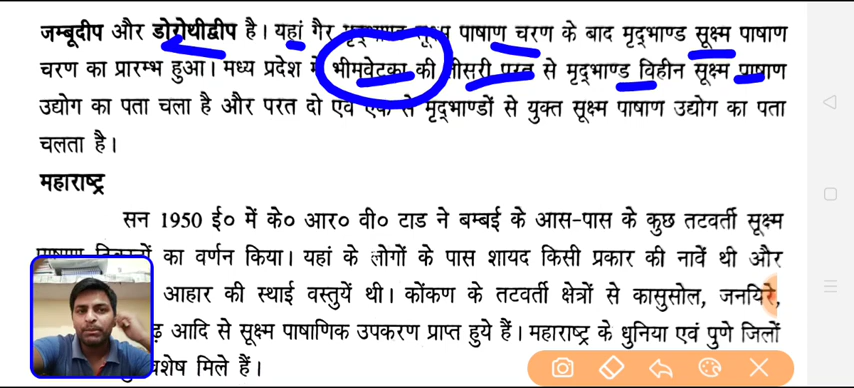 जम्बूदीप और डोरोथीद्वीप है। यहां गैर मृद्भाण्ड सूक्ष्म पाषाण चरण के बाद मृद्भाण्ड सूक्ष्म पाषाण
चरण का प्रारम्भ हुआ। मध्य प्रदेश में भीमवेटका की तीसरी परत से मृद्भाण्ड विहीन सूक्ष्म पाषाण
उद्योग का पता चला है और परत दो एवं एक से मृद्भाण्डों से युक्त सूक्ष्म पाषाण उद्योग का पता
चलता है।
महाराष्ट्र
सन 1950 ई० में के० आर० वी० टाड ने बम्बई के आस-पास के कुछ तटवर्ती सूक्ष्म
का वर्णन किया। यहां के लोगों के पास शायद किसी प्रकार की नावें थी और
आहार की स्थाई वस्तुयें थी। कोंकण के तटवर्ती क्षेत्रों से कासुसोल, जनयिरे,
आदि से सूक्ष्म पाषाणिक उपकरण प्राप्त हुये हैं। महाराष्ट्र के धुनिया एवं पुणे जिलों
मिले हैं।